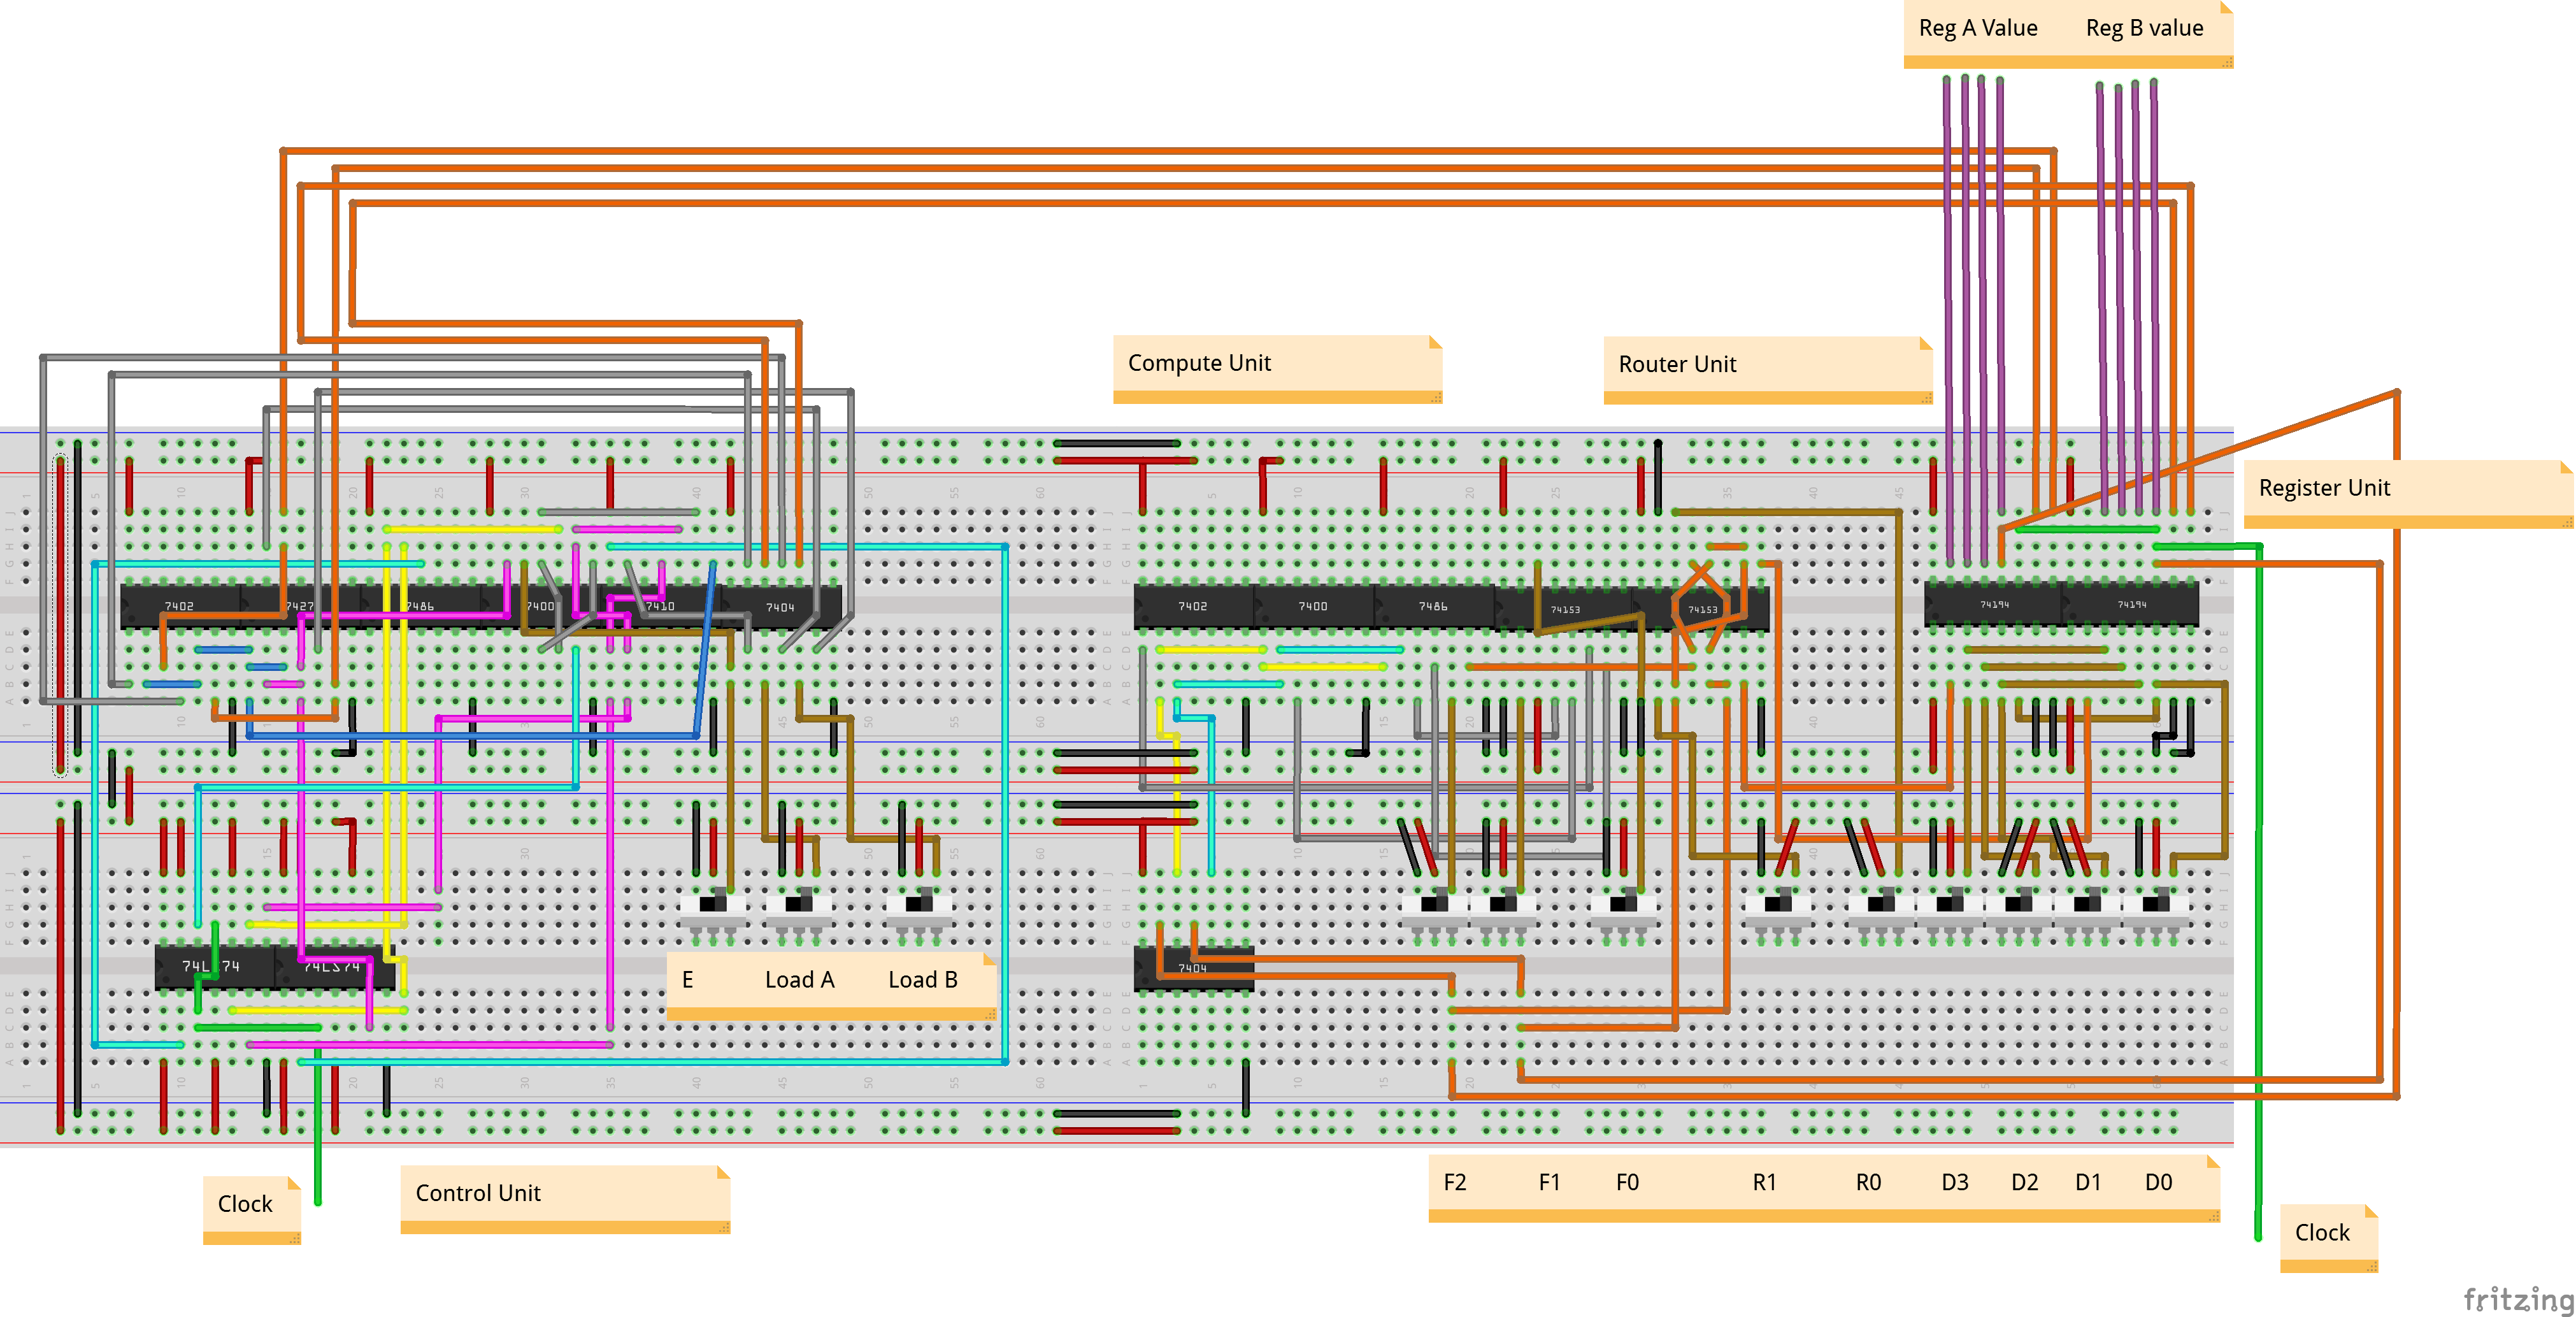 Reg A Value Reg B value
Compute Unit
Router Unit
Register Unit
7402
7427
7486
7400
7410
7404
7402
7400
7486
74153
74153
74194
74194
7404
E Load A Load B
Clock
Control Unit
F2 F1 F0 R1 R0 D3 D2 D1 D0
Clock
fritzing